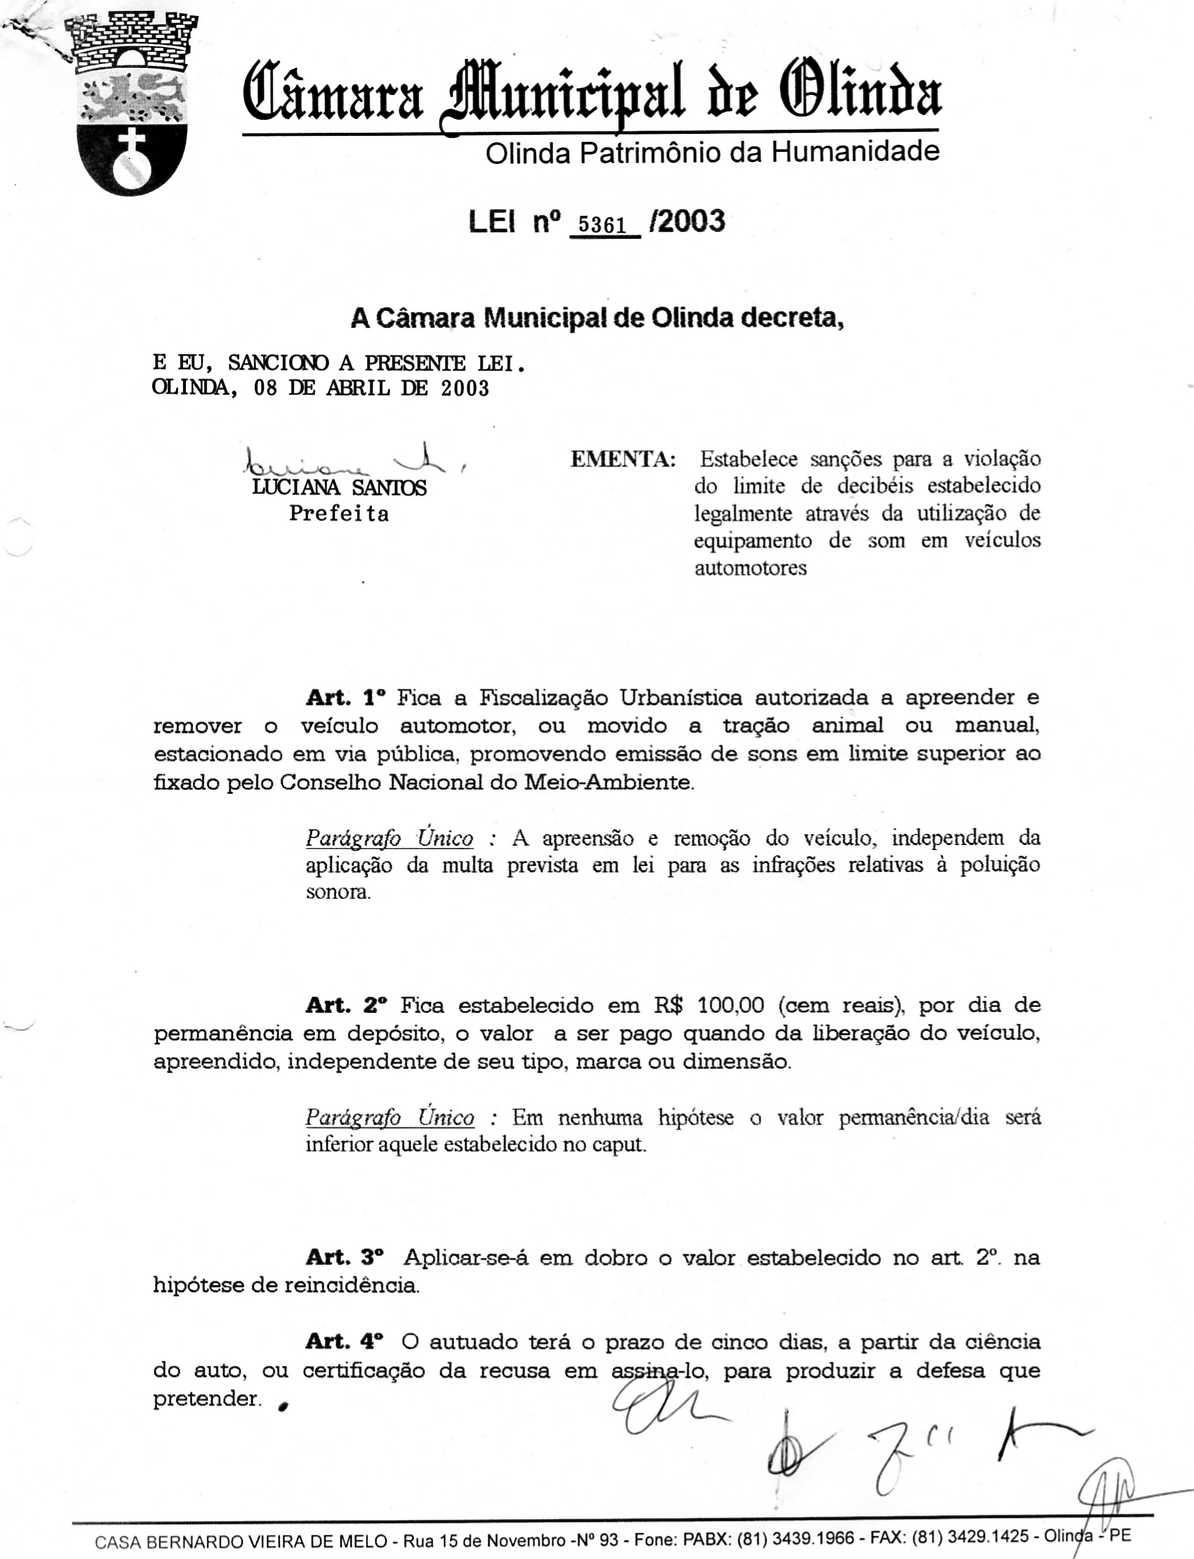 Câmara Municipal de Olinda
Olinda Patrimônio da Humanidade
LEI nº 5361 /2003
A Câmara Municipal de Olinda decreta,
E EU, SANCIONO A PRESENTE LEI.
OLINDA, 08 DE ABRIL DE 2003
LUCIANA SANTOS
Prefeita
EMENTA: Estabelece sanções para a violação
do limite de decibéis estabelecido
legalmente através da utilização de
equipamento de som em veículos
automotores
Art. 1º Fica a Fiscalização Urbanística autorizada a apreender e
remover o veículo automotor, ou movido a tração animal ou manual,
estacionado em via pública, promovendo emissão de sons em limite superior ao
fixado pelo Conselho Nacional do Meio-Ambiente.
Parágrafo Único : A apreensão e remoção do veículo, independem da
aplicação da multa prevista em lei para as infrações relativas à poluição
sonora.
Art. 2º Fica estabelecido em R$ 100,00 (cem reais), por dia de
permanência em depósito, o valor a ser pago quando da liberação do veículo,
apreendido, independente de seu tipo, marca ou dimensão.
Parágrafo Único : Em nenhuma hipótese o valor permanência/dia será
inferior aquele estabelecido no caput.
Art. 3º Aplicar-se-á em dobro o valor estabelecido no art. 2º. na
hipótese de reincidência.
Art. 4º O autuado terá o prazo de cinco dias, a partir da ciência
do auto, ou certificação da recusa em assina-lo, para produzir a defesa que
pretender.
CASA BERNARDO VIEIRA DE MELO - Rua 15 de Novembro -Nº 93 - Fone: PABX: (81) 3439.1966 - FAX: (81) 3429.1425 - Olinda - PE